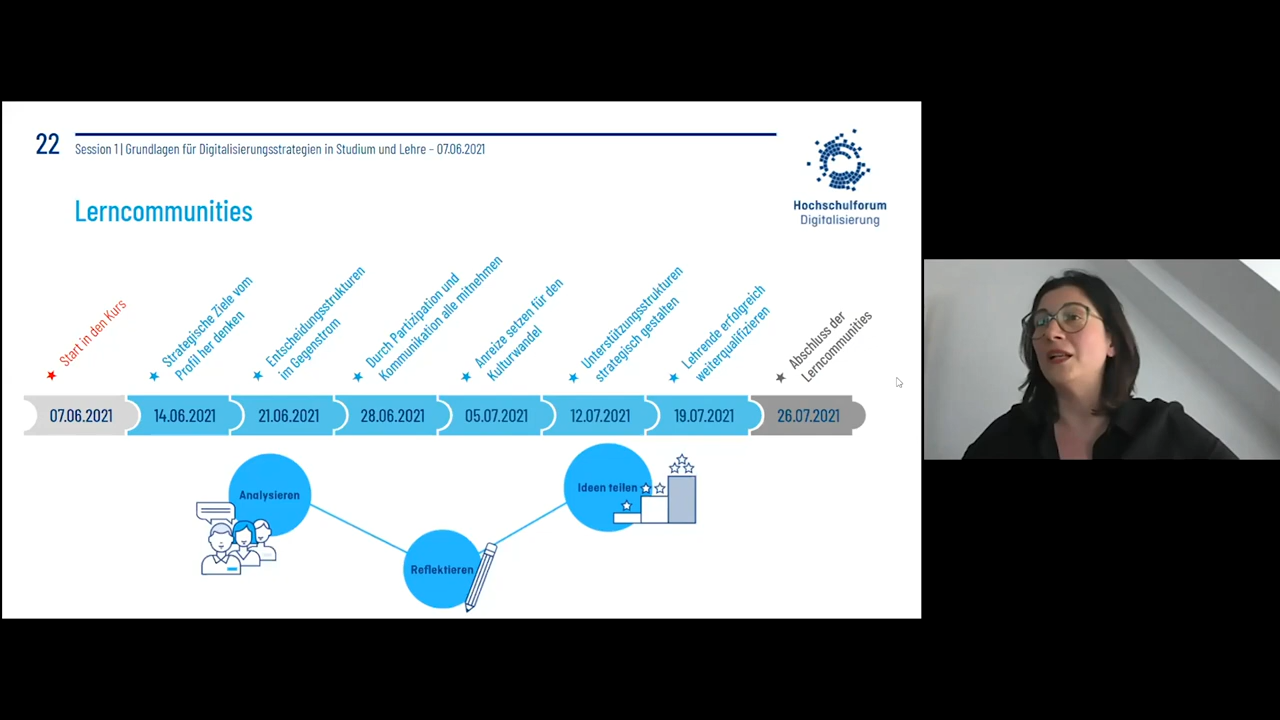 22
Session 1 | Grundlagen für Digitalisierungsstrategien in Studium und Lehre – 07.06.2021
Hochschulforum
Digitalisierung
Lerncommunities
Start in den Kurs
Strategische Ziele vom
Profil her denken
Entscheidungsstrukturen
im Gegenstrom
Durch Partizipation und
Kommunikation alle mitnehmen
Anreize setzen für den
Kulturwandel
Unterstützungsstrukturen
strategisch gestalten
Lehrende erfolgreich
weiterqualifizieren
Abschluss der
Lerncommunities
07.06.2021
14.06.2021
21.06.2021
28.06.2021
05.07.2021
12.07.2021
19.07.2021
26.07.2021
Analysieren
Reflektieren
Ideen teilen